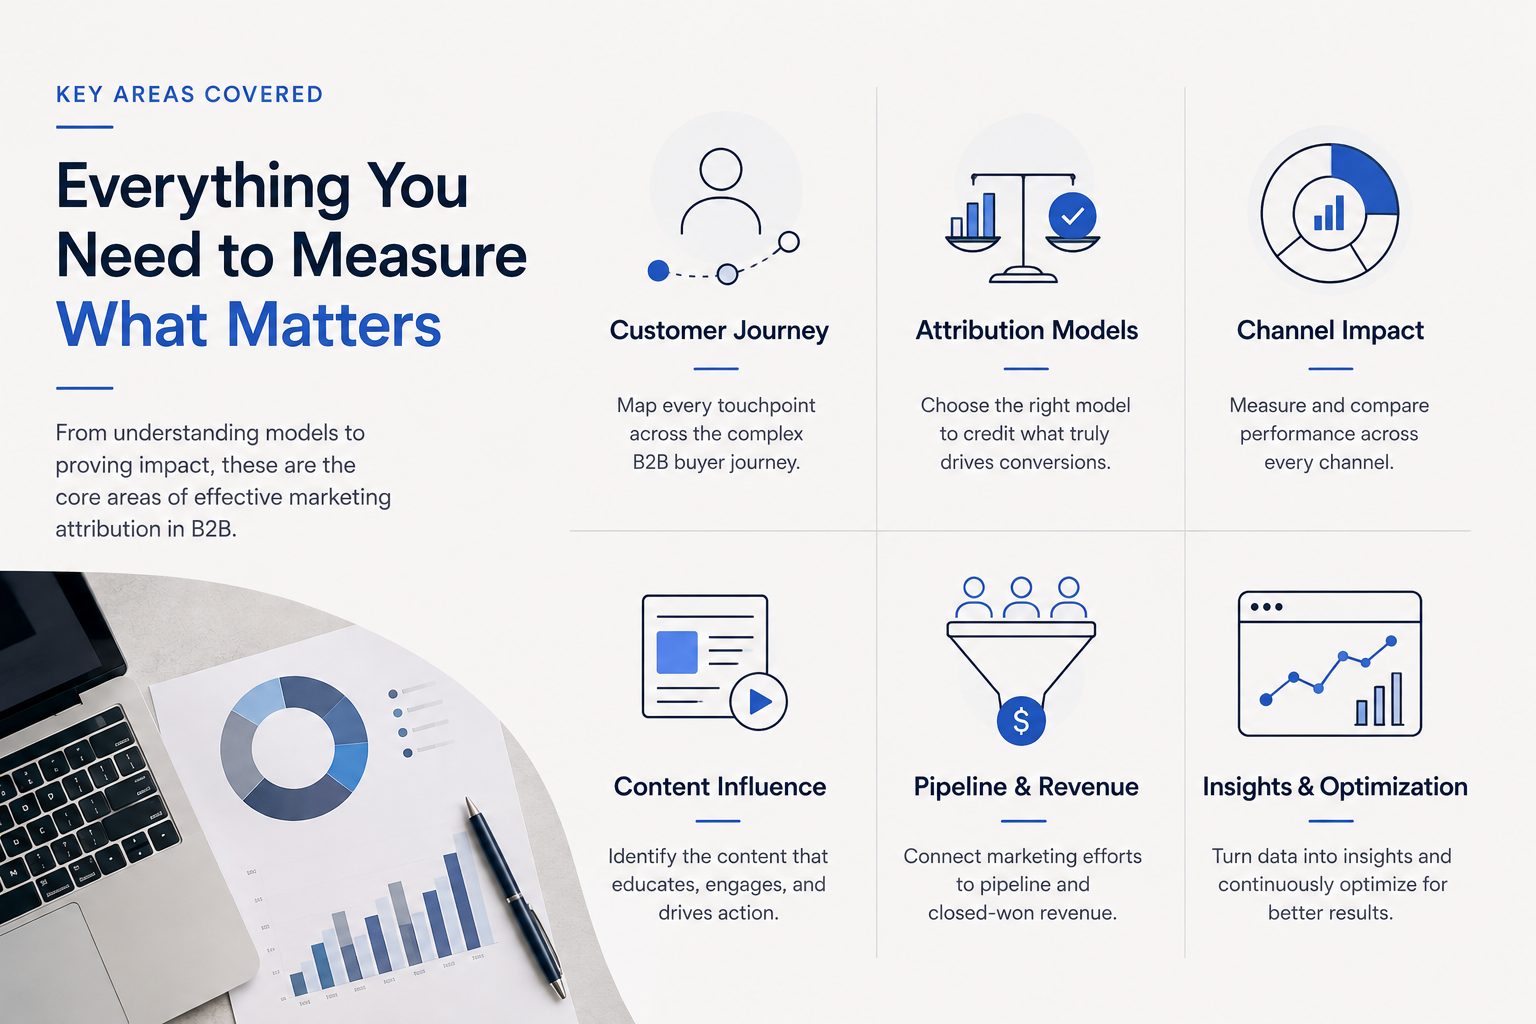 KEY AREAS COVERED
Everything You
Need to Measure
What Matters
From understanding models to
proving impact, these are the
core areas of effective marketing
attribution in B2B.
Customer Journey
Map every touchpoint
across the complex
B2B buyer journey.
Attribution Models
Choose the right model
to credit what truly
drives conversions.
Channel Impact
Measure and compare
performance across
every channel.
Content Influence
Identify the content that
educates, engages, and
drives action.
$
Pipeline & Revenue
Connect marketing efforts
to pipeline and
closed-won revenue.
Insights & Optimization
Turn data into insights and
continuously optimize for
better results.